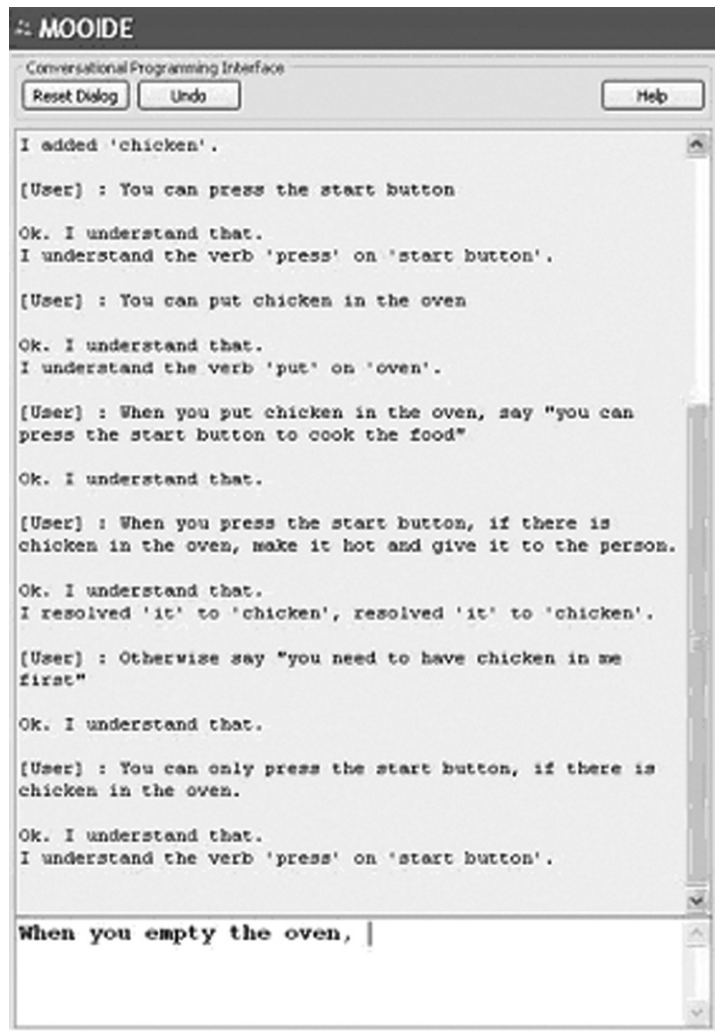 MOOIDE
Conversational Programming Interface
Reset Dialog Undo Help
I added 'chicken'.
[User] : You can press the start button
Ok. I understand that.
I understand the verb 'press' on 'start button'.
[User] : You can put chicken in the oven
Ok. I understand that.
I understand the verb 'put' on 'oven'.
[User] : When you put chicken in the oven, say "you can
press the start button to cook the food"
Ok. I understand that.
[User] : When you press the start button, if there is
chicken in the oven, make it hot and give it to the person.
Ok. I understand that.
I resolved 'it' to 'chicken', resolved 'it' to 'chicken'.
[User] : Otherwise say "you need to have chicken in me
first"
Ok. I understand that.
[User] : You can only press the start button, if there is
chicken in the oven.
Ok. I understand that.
I understand the verb 'press' on 'start button'.
When you empty the oven,